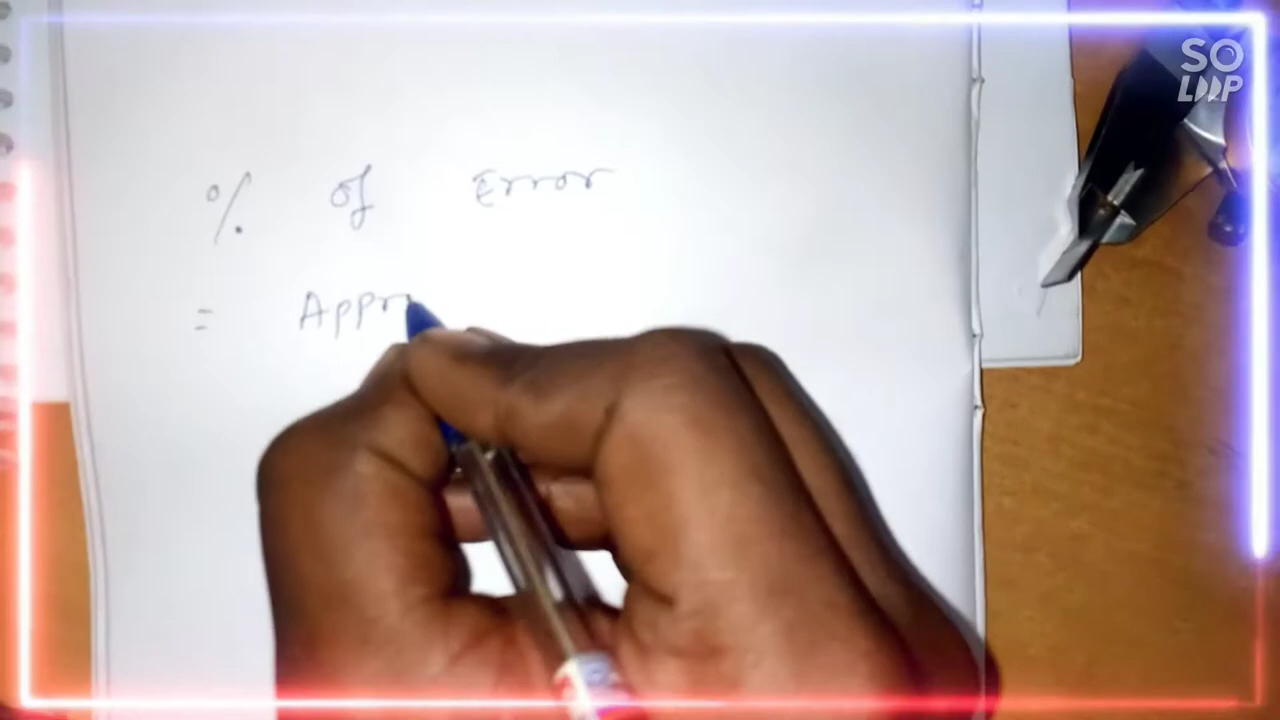 % of Error
= Appr
SO
LOOP